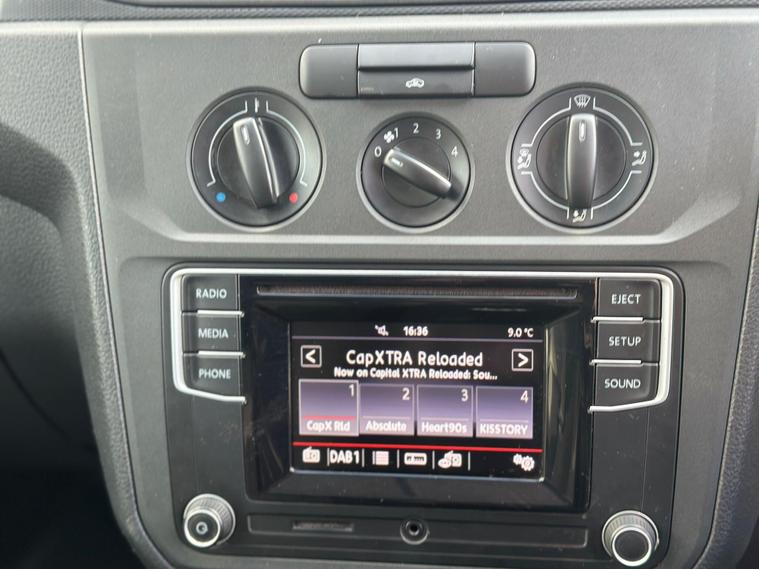 0 1 2 3 4
RADIO
MEDIA
PHONE
EJECT
SETUP
SOUND
16:36 9.0 °C
CapXTRA Reloaded
Now on Capital XTRA Reloaded: Sou...
1 2 3 4
CapX Rld Absolute Heart90s KISSTORY
DAB1